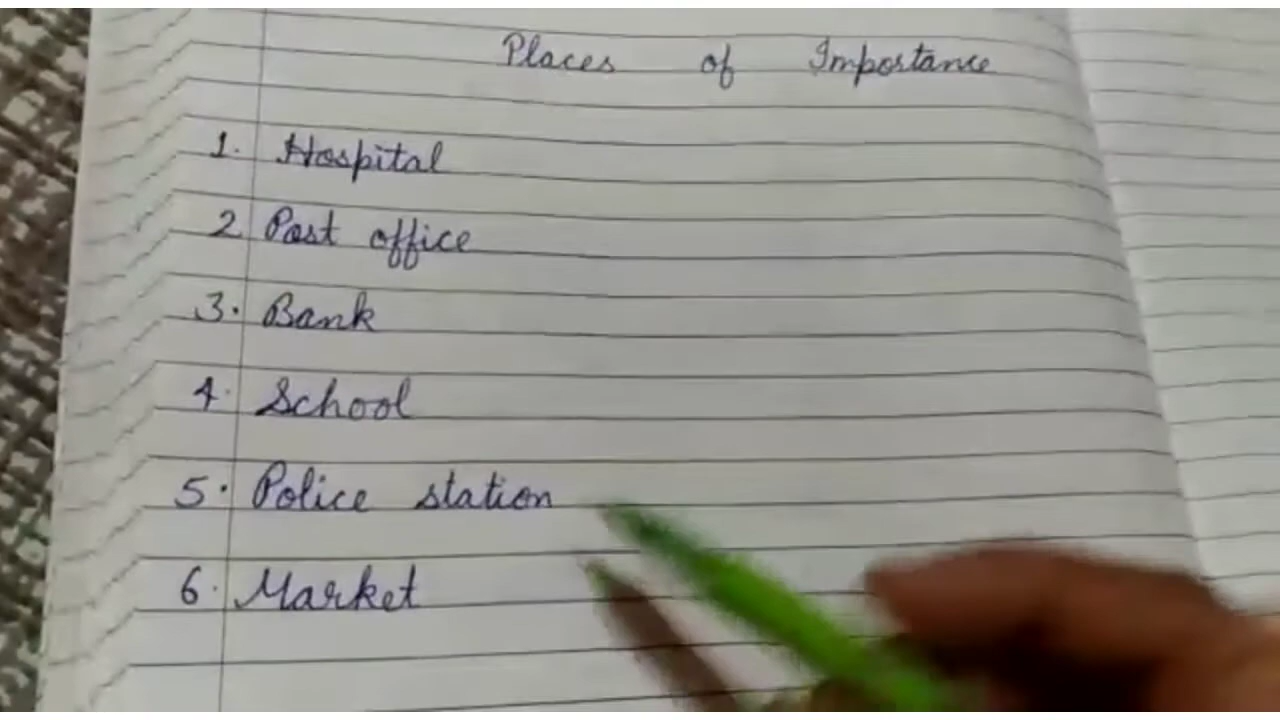 Places of Importance
1. Hospital
2 Post office
3. Bank
4. School
5. Police station
6. Market